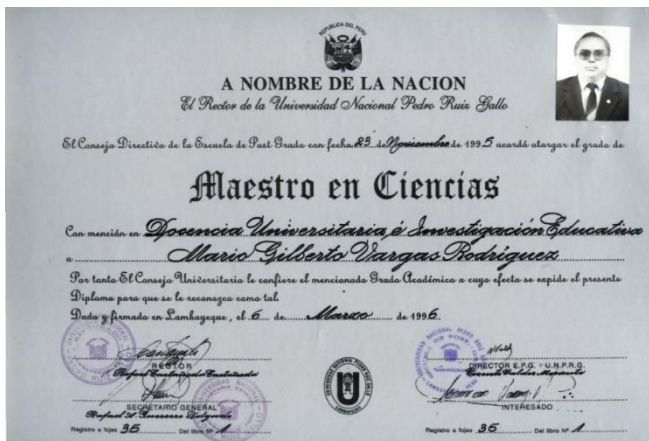 REPUBLICA DEL PERU
A NOMBRE DE LA NACION
El Rector de la Universidad Nacional Pedro Ruiz Gallo
El Consejo Directivo de la Escuela de Post Grado con fecha 23 de Noviembre de 1995 acordó otorgar el grado de
Maestro en Ciencias
Con mención en Docencia Universitaria é Investigación Educativa
a Mario Gilberto Vargas Rodríguez
Por tanto El Consejo Universitario le confiere el mencionado Grado Académico a cuyo efecto se expide el presente
Diploma para que se le reconozca como tal.
Dado y firmado en Lambayeque, el 6 de Marzo de 1996.
RECTOR
DIRECTOR E.P.G. - U.N.P.R.G.
SECRETARIO GENERAL
INTERESADO
Registro a fojas 36 Del libro Nº 1
Registro a fojas 36 Del libro Nº 1